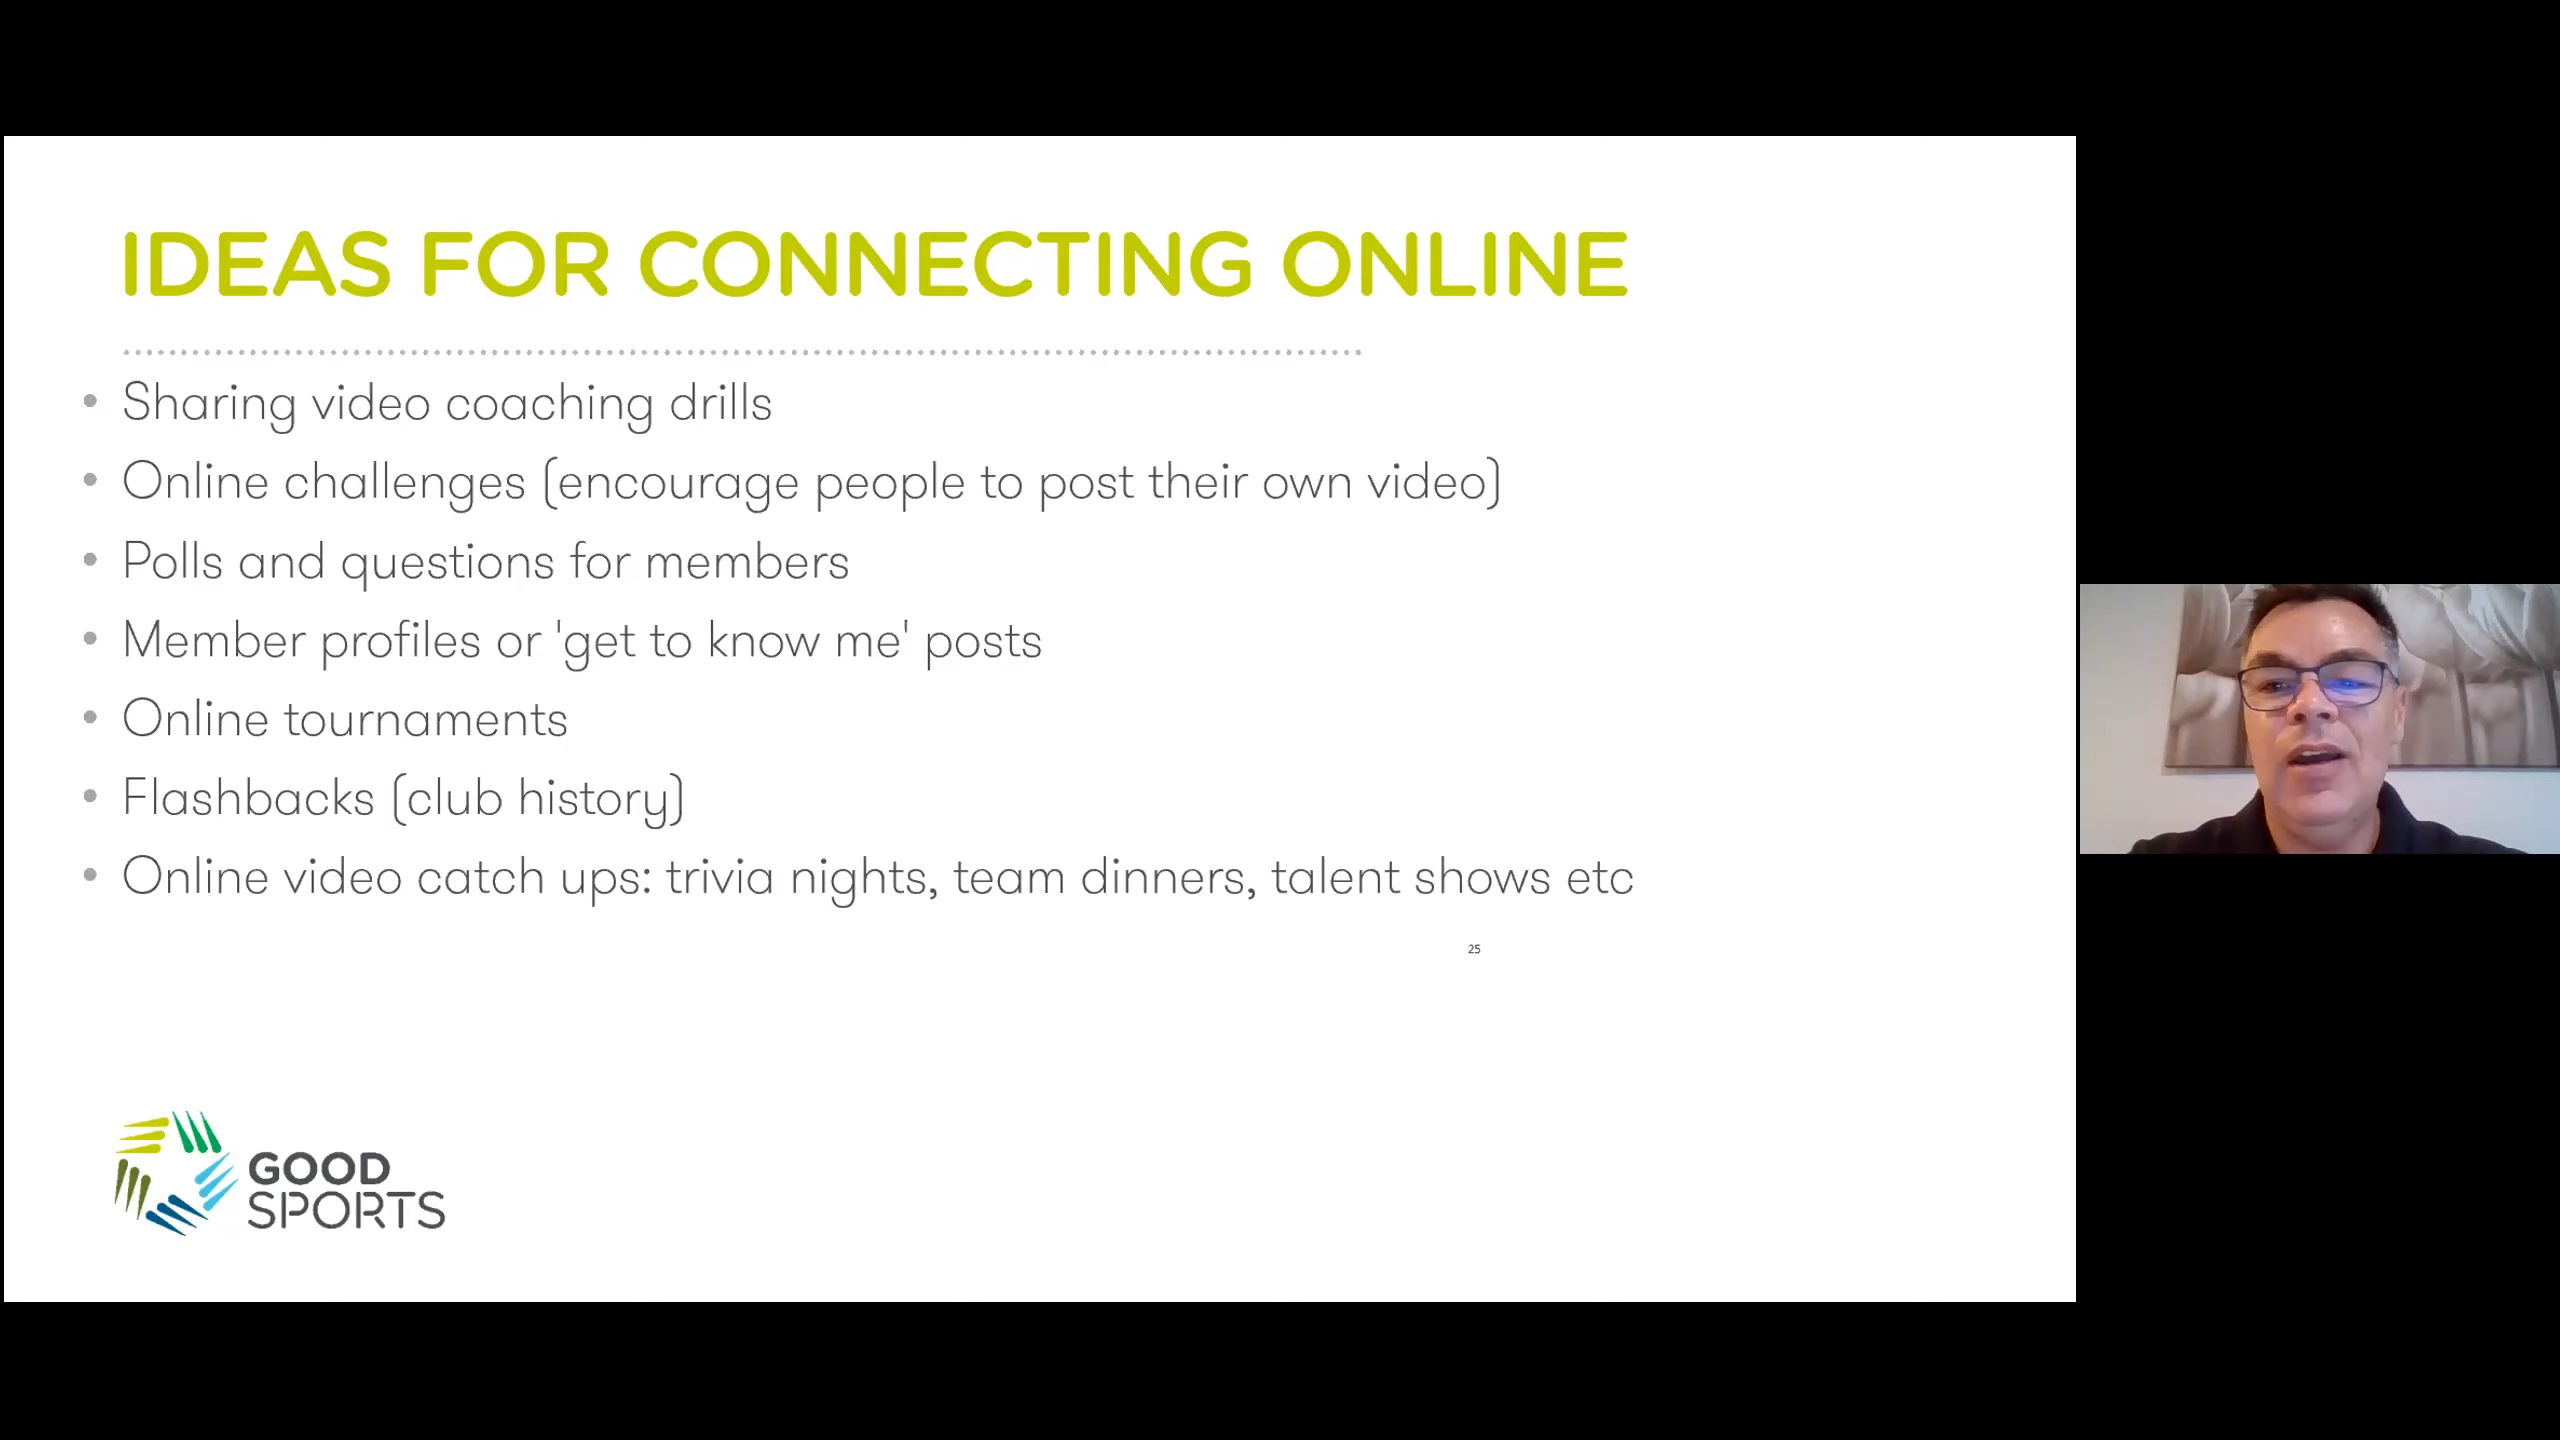 IDEAS FOR CONNECTING ONLINE
• Sharing video coaching drills
• Online challenges (encourage people to post their own video)
• Polls and questions for members
• Member profiles or 'get to know me' posts
• Online tournaments
• Flashbacks (club history)
• Online video catch ups: trivia nights, team dinners, talent shows etc
25
GOOD
SPORTS